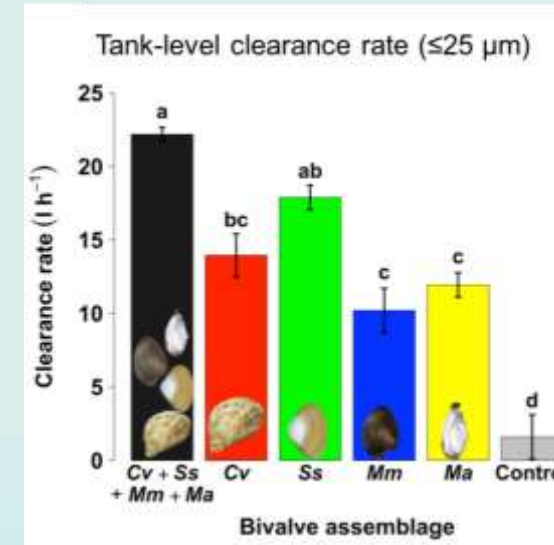 Tank-level clearance rate (≤25 µm)
Clearance rate (l h⁻¹)
25
20
15
10
5
0
a
bc
ab
c
c
d
Cv + Ss
+ Mm + Ma
Cv
Ss
Mm
Ma
Contro
Bivalve assemblage